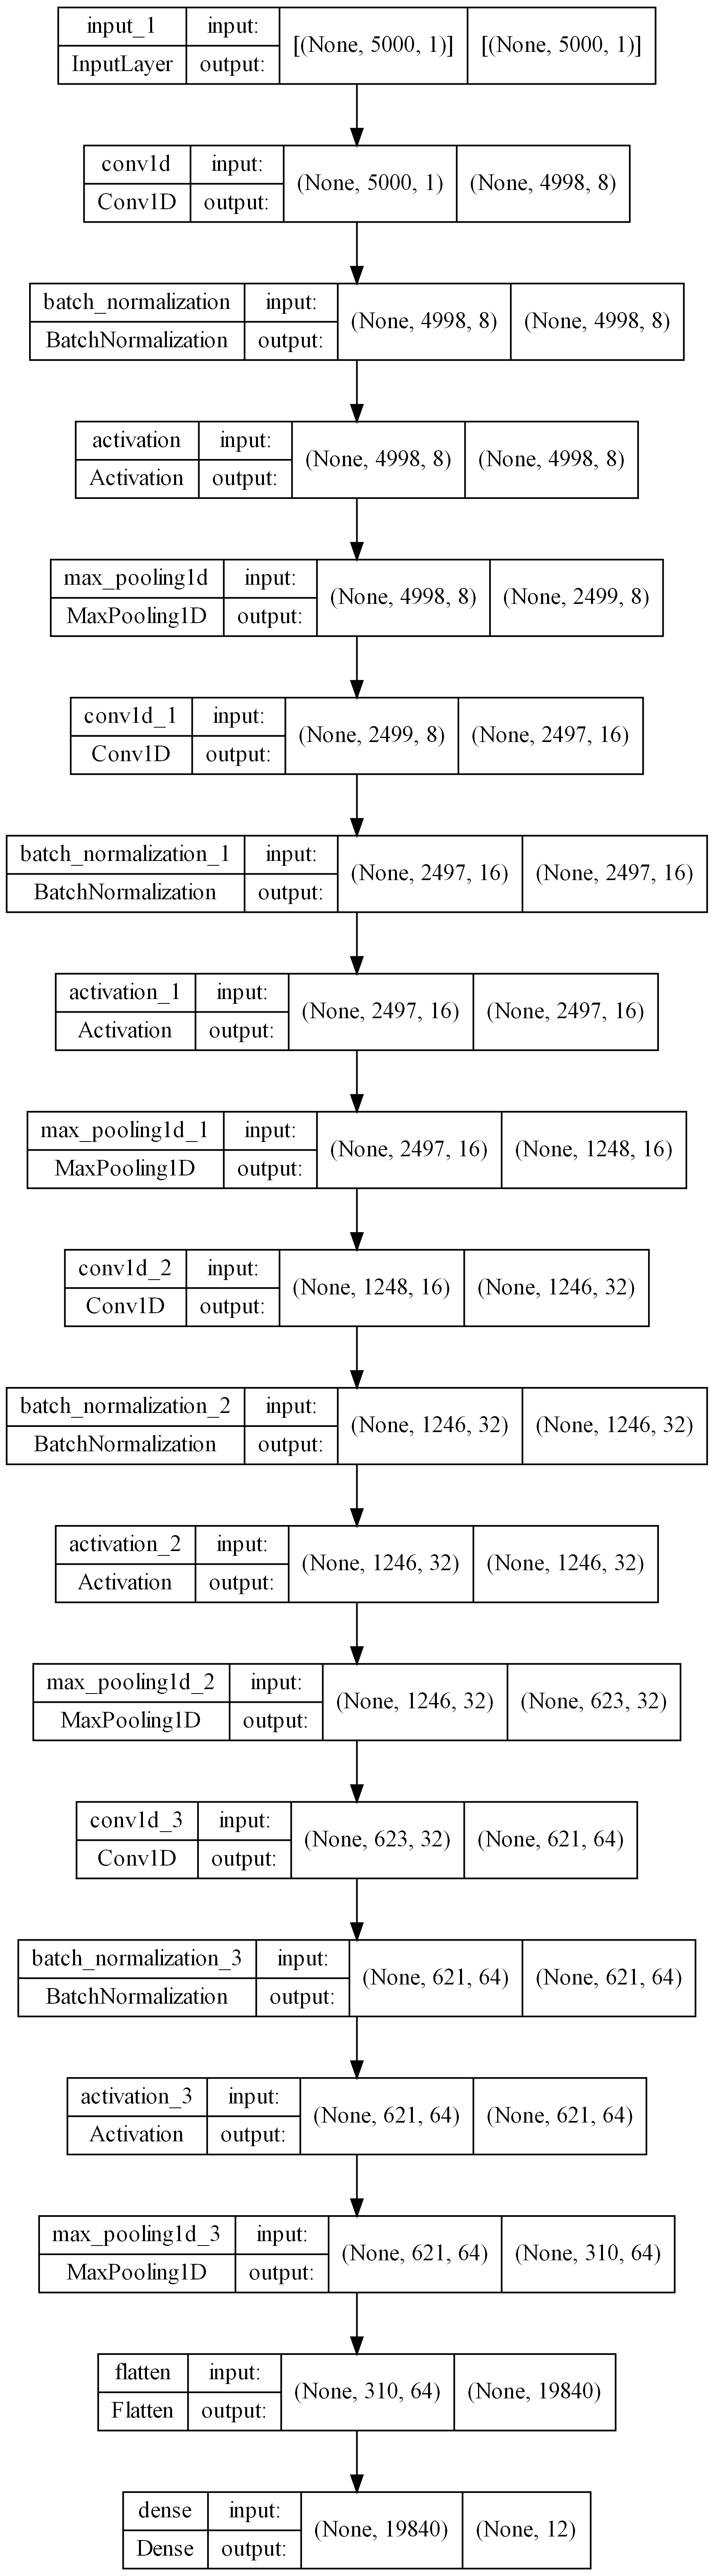 input_1 input: [(None, 5000, 1)] [(None, 5000, 1)]
InputLayer output:
conv1d input: (None, 5000, 1) (None, 4998, 8)
Conv1D output:
batch_normalization input: (None, 4998, 8) (None, 4998, 8)
BatchNormalization output:
activation input: (None, 4998, 8) (None, 4998, 8)
Activation output:
max_pooling1d input: (None, 4998, 8) (None, 2499, 8)
MaxPooling1D output:
conv1d_1 input: (None, 2499, 8) (None, 2497, 16)
Conv1D output:
batch_normalization_1 input: (None, 2497, 16) (None, 2497, 16)
BatchNormalization output:
activation_1 input: (None, 2497, 16) (None, 2497, 16)
Activation output:
max_pooling1d_1 input: (None, 2497, 16) (None, 1248, 16)
MaxPooling1D output:
conv1d_2 input: (None, 1248, 16) (None, 1246, 32)
Conv1D output:
batch_normalization_2 input: (None, 1246, 32) (None, 1246, 32)
BatchNormalization output:
activation_2 input: (None, 1246, 32) (None, 1246, 32)
Activation output:
max_pooling1d_2 input: (None, 1246, 32) (None, 623, 32)
MaxPooling1D output:
conv1d_3 input: (None, 623, 32) (None, 621, 64)
Conv1D output:
batch_normalization_3 input: (None, 621, 64) (None, 621, 64)
BatchNormalization output:
activation_3 input: (None, 621, 64) (None, 621, 64)
Activation output:
max_pooling1d_3 input: (None, 621, 64) (None, 310, 64)
MaxPooling1D output:
flatten input: (None, 310, 64) (None, 19840)
Flatten output:
dense input: (None, 19840) (None, 12)
Dense output: